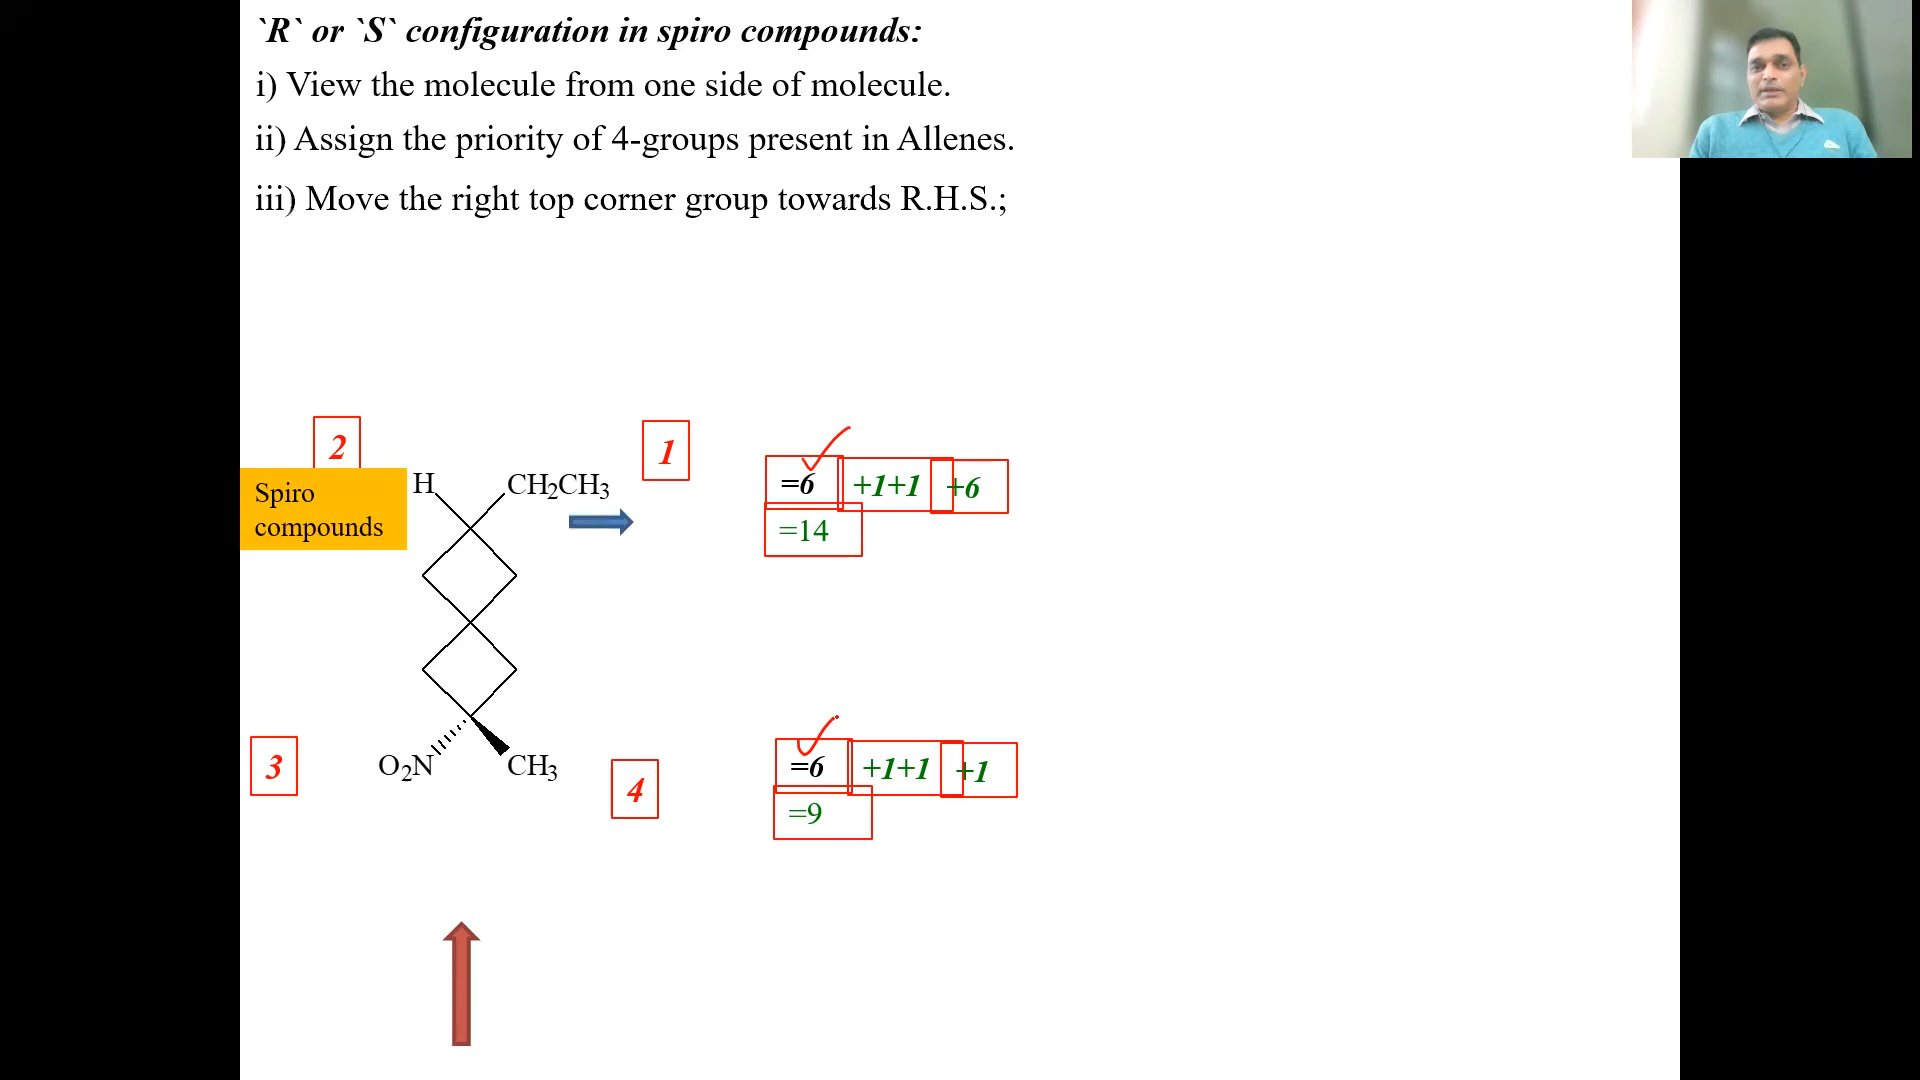 `R` or `S` configuration in spiro compounds:
i) View the molecule from one side of molecule.
ii) Assign the priority of 4-groups present in Allenes.
iii) Move the right top corner group towards R.H.S.;
2
1
Spiro
compounds
H
CH2CH3
=6 +1+1 +6
=14
3
O2N
CH3
4
=6 +1+1 +1
=9